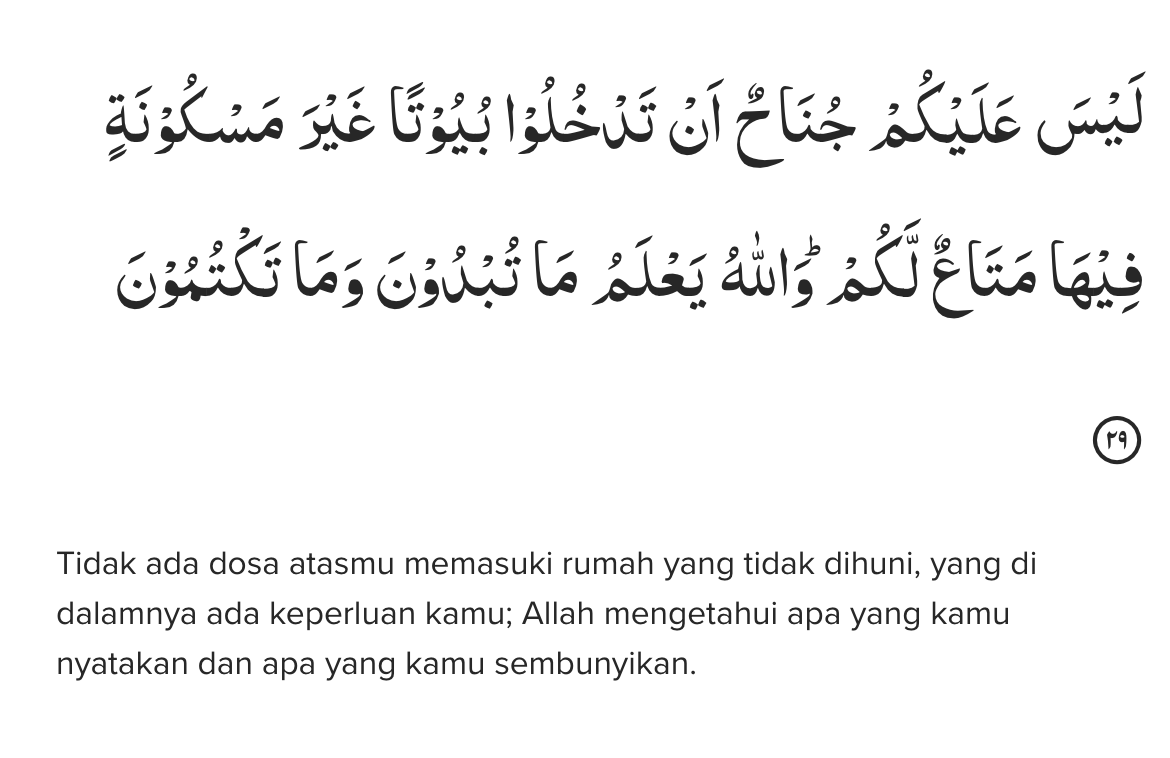 لَيْسَ عَلَيْكُمْ جُنَاحٌ اَنْ تَدْخُلُوْا بُيُوْتًا غَيْرَ مَسْكُوْنَةٍ
فِيْهَا مَتَاعٌ لَّكُمْۗ وَاللّٰهُ يَعْلَمُ مَا تُبْدُوْنَ وَمَا تَكْتُمُوْنَ
٢٩
Tidak ada dosa atasmu memasuki rumah yang tidak dihuni, yang di
dalamnya ada keperluan kamu; Allah mengetahui apa yang kamu
nyatakan dan apa yang kamu sembunyikan.